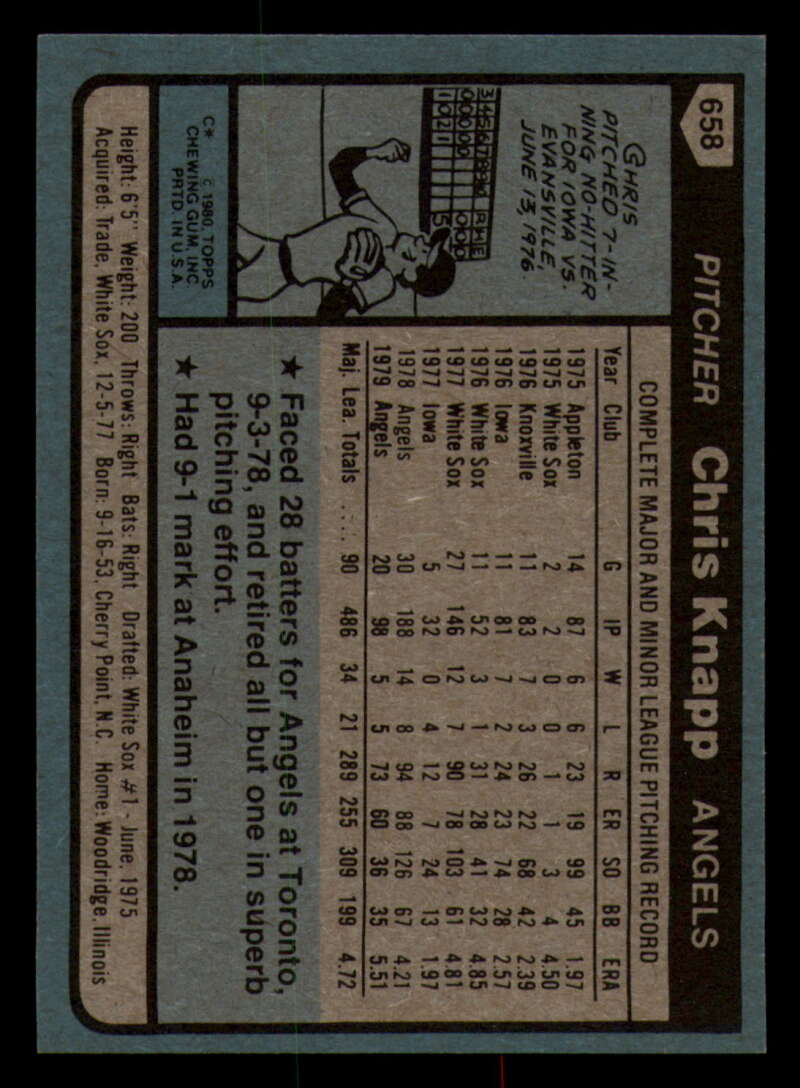 658 PITCHER Chris Knapp ANGELS
CHRIS
PITCHED 7-IN-
NING NO-HITTER
FOR IOWA VS.
EVANSVILLE,
JUNE 13, 1976.
COMPLETE MAJOR AND MINOR LEAGUE PITCHING RECORD
Year Club G IP W L R ER SO BB ERA
1975 Appleton 14 87 6 6 23 19 99 45 1.97
1975 White Sox 2 2 0 0 1 1 3 4 4.50
1976 Knoxville 11 83 7 3 26 22 68 42 2.39
1976 Iowa 11 81 7 2 24 23 74 28 2.57
1976 White Sox 11 52 3 1 31 28 41 32 4.85
1977 White Sox 27 146 12 7 90 78 103 61 4.81
1977 Iowa 5 32 0 4 12 7 24 13 1.97
1978 Angels 30 188 14 8 94 88 126 67 4.21
1979 Angels 20 98 5 5 73 60 36 35 5.51
Maj. Lea. Totals .... 90 486 34 21 289 255 309 199 4.72
★ Faced 28 batters for Angels at Toronto,
9-3-78, and retired all but one in superb
pitching effort.
★ Had 9-1 mark at Anaheim in 1978.
C* © 1980 TOPPS
CHEWING GUM, INC.
PRTD. IN U.S.A.
Height: 6'5" Weight: 200 Throws: Right Bats: Right Drafted: White Sox #1 - June, 1975
Acquired: Trade, White Sox, 12-5-77 Born: 9-16-53, Cherry Point, N.C. Home: Woodridge, Illinois